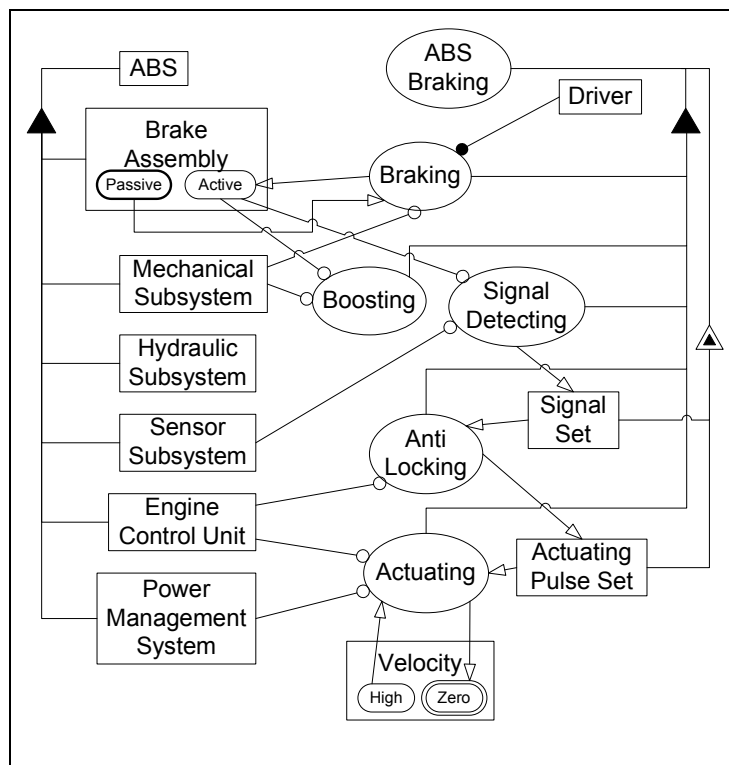 ABS
ABS
Braking
Driver
Brake
Assembly
Passive
Active
Braking
Mechanical
Subsystem
Boosting
Signal
Detecting
Hydraulic
Subsystem
Signal
Set
Sensor
Subsystem
Anti
Locking
Engine
Control Unit
Actuating
Actuating
Pulse Set
Power
Management
System
Velocity
High
Zero